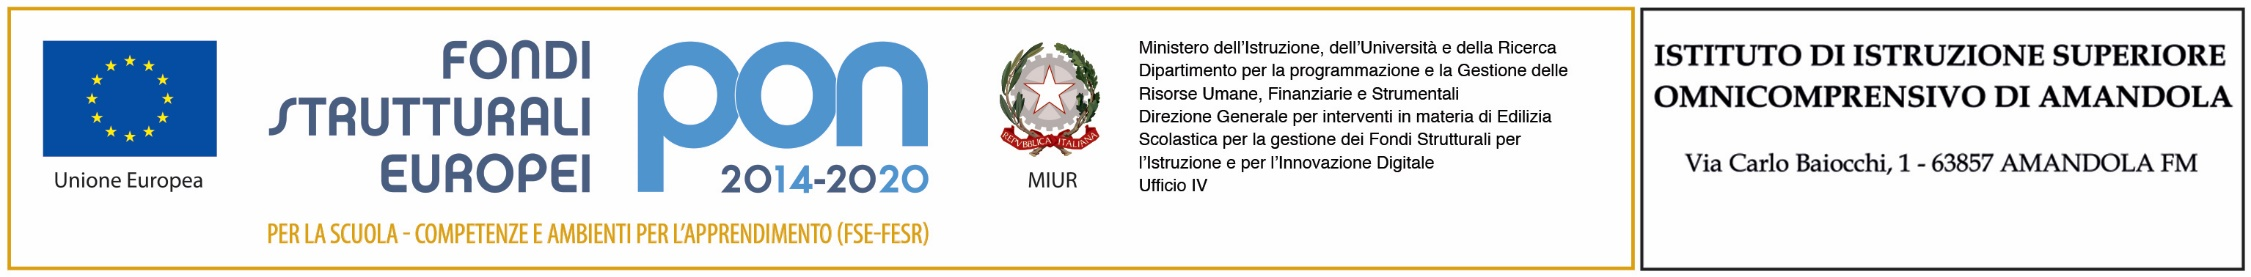 Unione Europea
FONDI
STRUTTURALI
EUROPEI
pon
2014-2020
PER LA SCUOLA - COMPETENZE E AMBIENTI PER L'APPRENDIMENTO (FSE-FESR)
REPVBBLICA ITALIANA
MIUR
Ministero dell'Istruzione, dell'Università e della Ricerca
Dipartimento per la programmazione e la Gestione delle
Risorse Umane, Finanziarie e Strumentali
Direzione Generale per interventi in materia di Edilizia
Scolastica per la gestione dei Fondi Strutturali per
l'Istruzione e per l'Innovazione Digitale
Ufficio IV
ISTITUTO DI ISTRUZIONE SUPERIORE
OMNICOMPRENSIVO DI AMANDOLA
Via Carlo Baiocchi, 1 - 63857 AMANDOLA FM